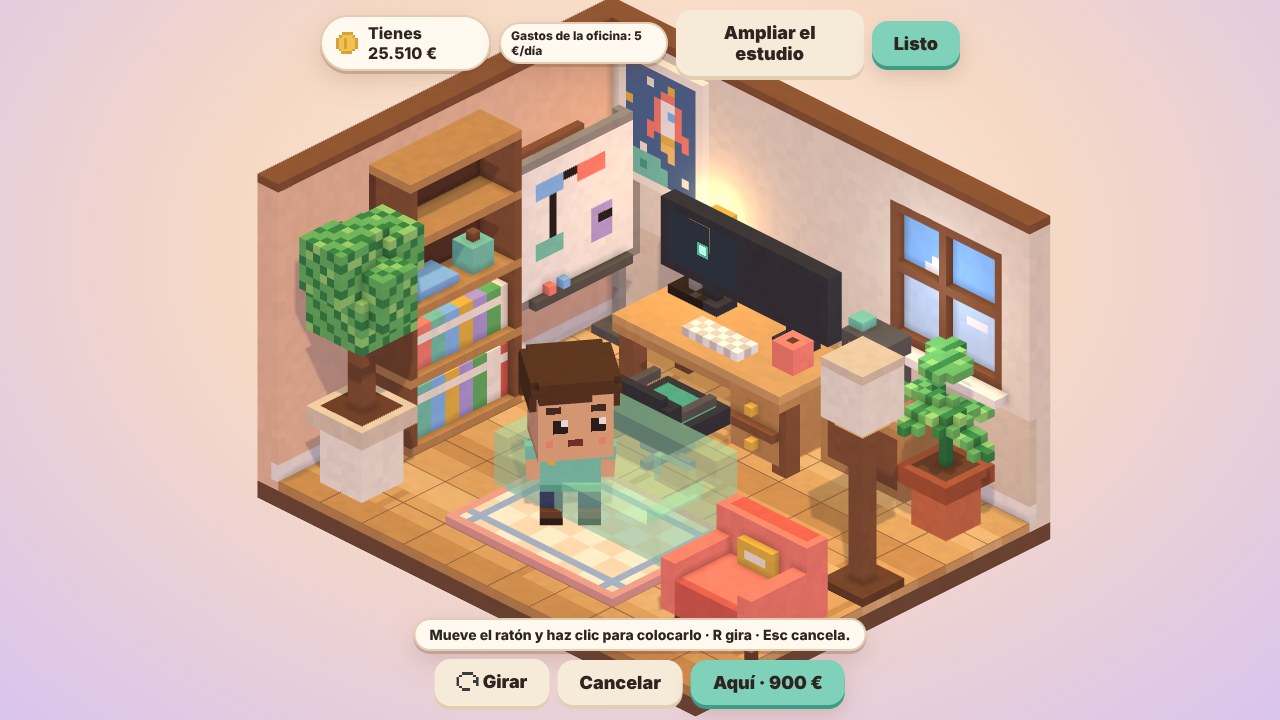 Tienes
25.510 €
Gastos de la oficina: 5
€/día
Ampliar el
estudio
Listo
Mueve el ratón y haz clic para colocarlo · R gira · Esc cancela.
Girar
Cancelar
Aquí · 900 €